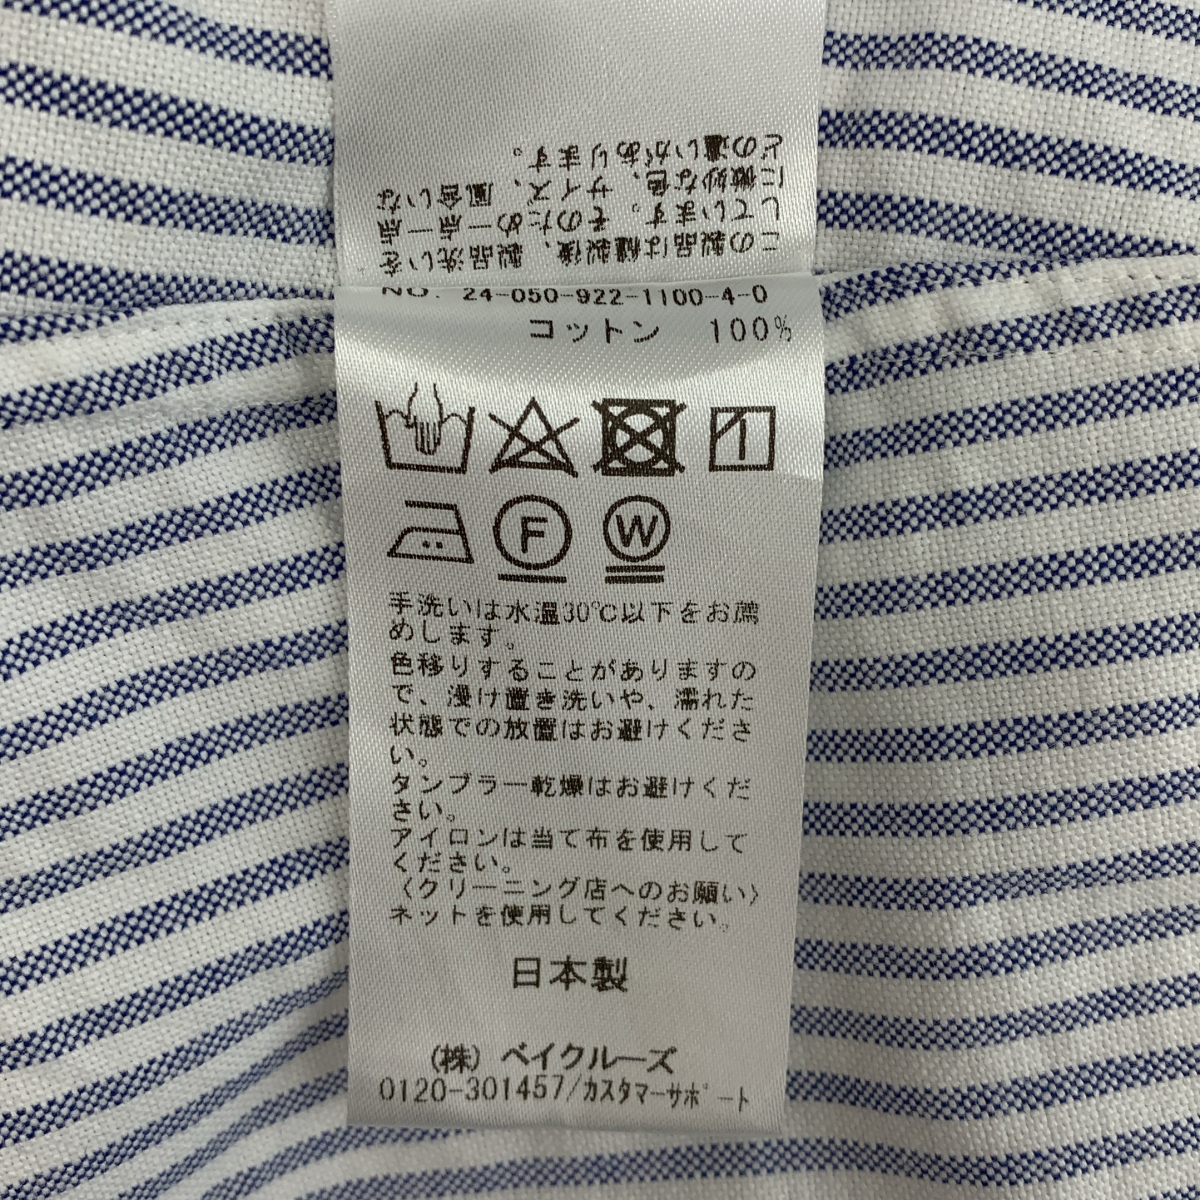 この製品は縫製後、製品洗いを
しています。そのため一点一点
に微妙な色、サイズ、風合いな
どの違いがあります。
NO. 24-050-922-1100-4-0
コットン 100%
F
W
手洗いは水温30℃以下をお薦
めします。
色移りすることがありますの
で、浸け置き洗いや、濡れた
状態での放置はお避けくださ
い。
タンブラー乾燥はお避けくだ
さい。
アイロンは当て布を使用して
ください。
〈クリーニング店へのお願い〉
ネットを使用してください。
日本製
(株) ベイクルーズ
0120-301457/カスタマーサポート